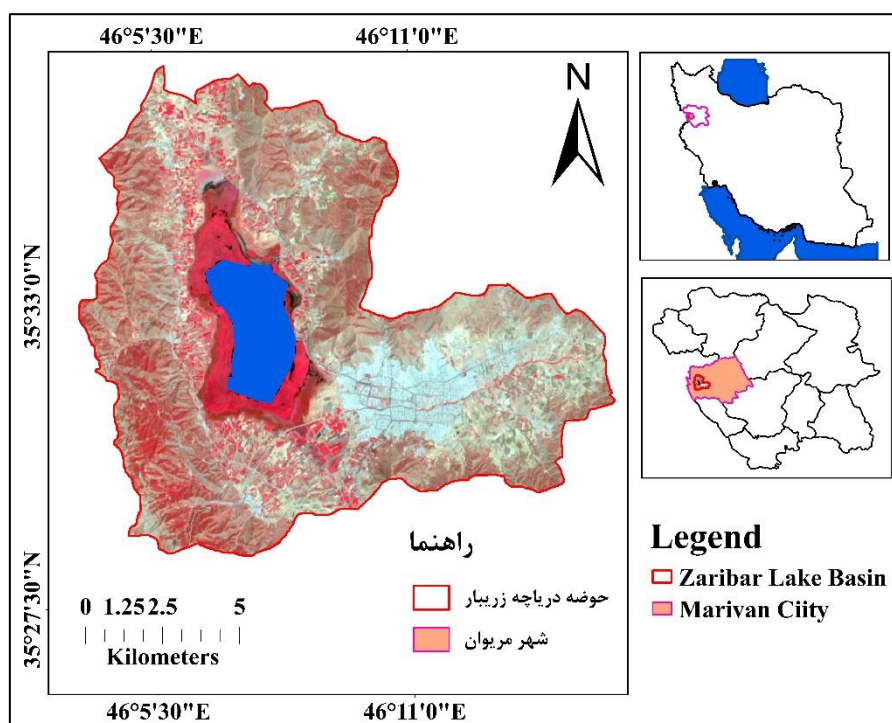 46°5'30"E 46°11'0"E
N
35°33'0"N
35°27'30"N
راهنما
حوضه دریاچه زریبار
شهر مریوان
0 1.25 2.5 5
Kilometers
46°5'30"E 46°11'0"E
Legend
Zaribar Lake Basin
Marivan Ciity